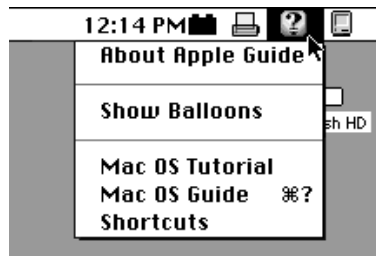 12:14 PM
About Apple Guide
Show Balloons
sh HD
Mac OS Tutorial
Mac OS Guide ⌘?
Shortcuts